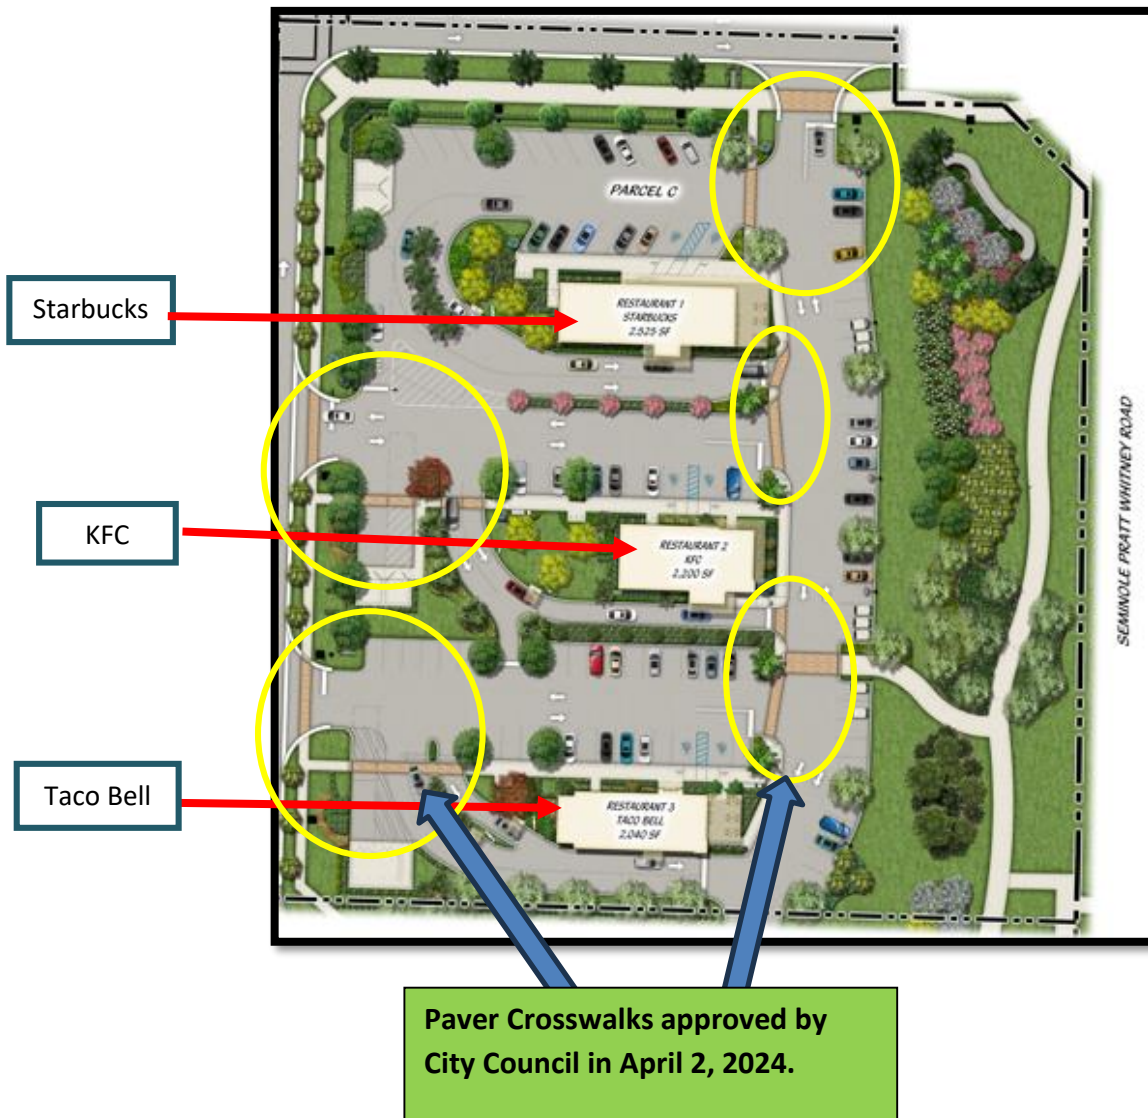 PARCEL C
Starbucks
RESTAURANT 1
STARBUCKS
2,525 SF
SEMINOLE PRATT WHITNEY ROAD
KFC
RESTAURANT 2
KFC
2,200 SF
Taco Bell
RESTAURANT 3
TACO BELL
2,040 SF
Paver Crosswalks approved by
City Council in April 2, 2024.